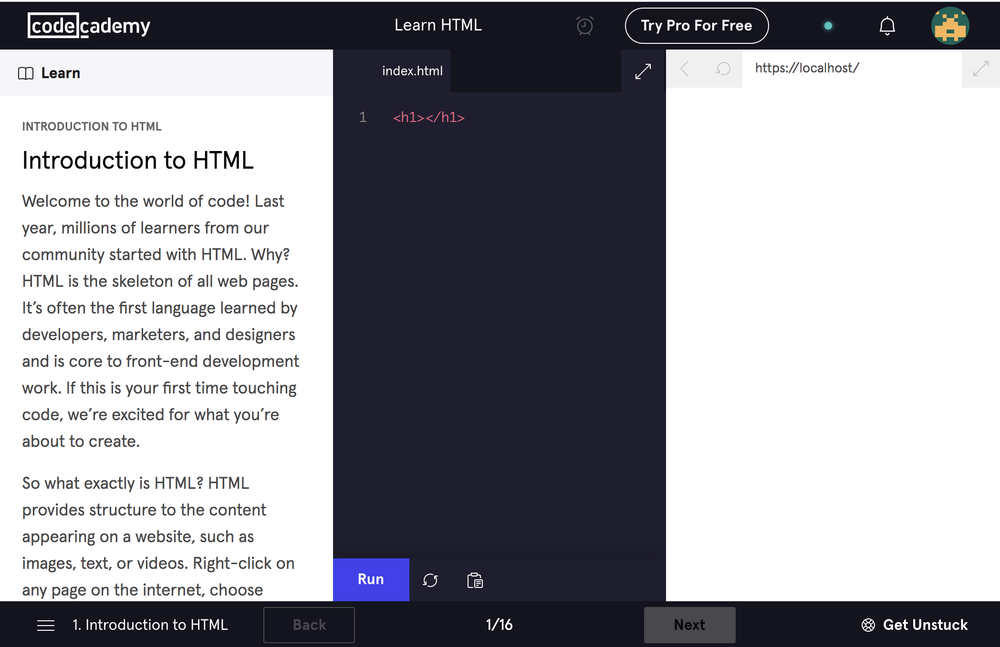 codecademy
Learn HTML
Try Pro For Free
Learn
index.html
https://localhost/
INTRODUCTION TO HTML
Introduction to HTML
Welcome to the world of code! Last
year, millions of learners from our
community started with HTML. Why?
HTML is the skeleton of all web pages.
It’s often the first language learned by
developers, marketers, and designers
and is core to front-end development
work. If this is your first time touching
code, we’re excited for what you’re
about to create.
So what exactly is HTML? HTML
provides structure to the content
appearing on a website, such as
images, text, or videos. Right-click on
any page on the internet, choose
1 <h1></h1>
Run
1. Introduction to HTML
Back
1/16
Next
Get Unstuck